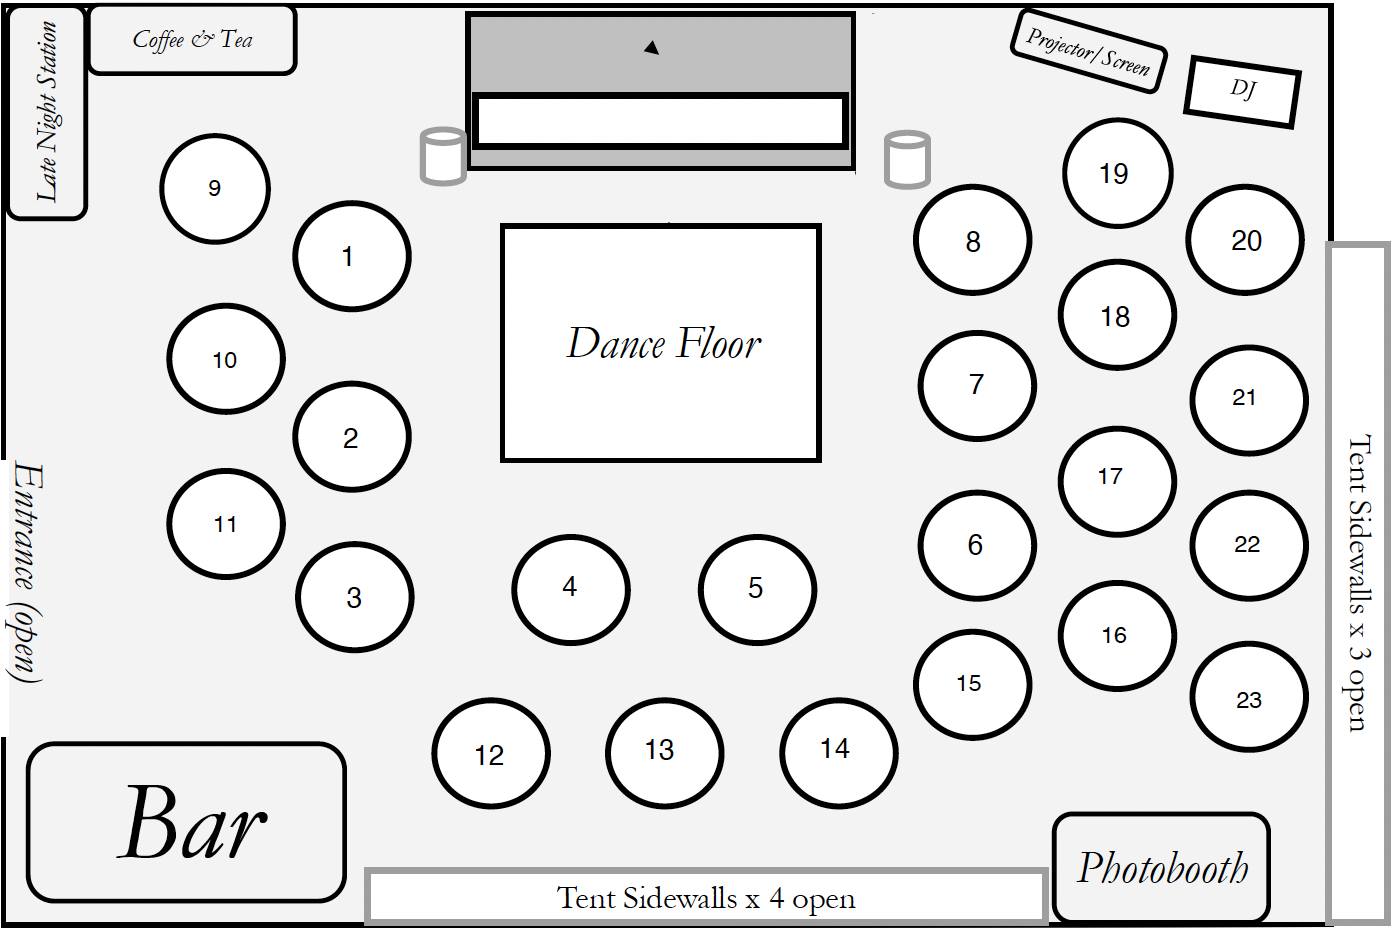 Late Night Station
Coffee & Tea
Projector/Screen
DJ
9
1
8
19
20
10
2
Dance Floor
7
18
21
11
3
4
5
6
17
22
Entrance (open)
12
13
14
15
16
23
Tent Sidewalls x 3 open
Bar
Tent Sidewalls x 4 open
Photobooth